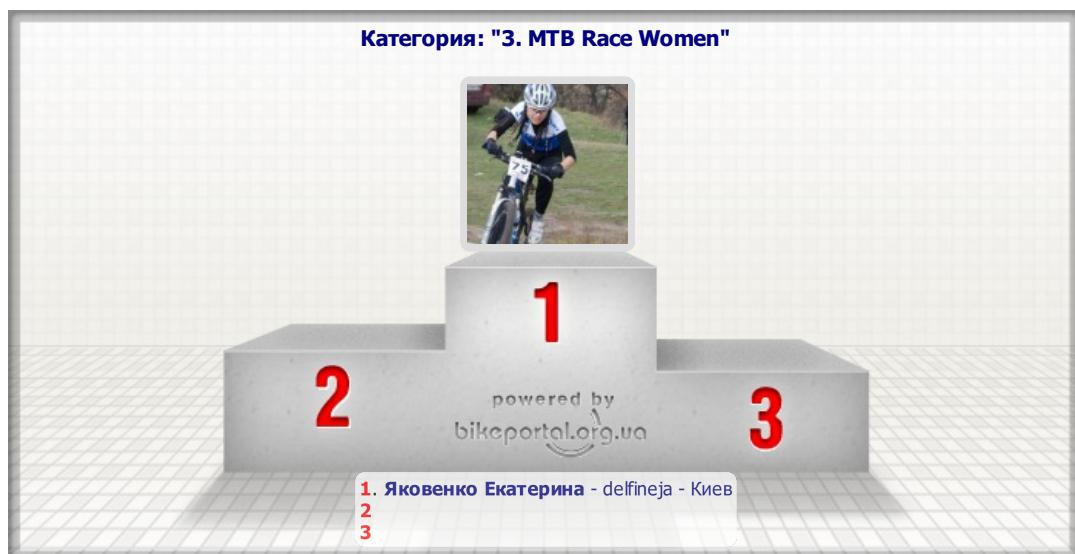 Категория: "3. MTB Race Women"
75
1
2
3
powered by
bikeportal.org.ua
1. Яковенко Екатерина - delfineja - Киев
2
3